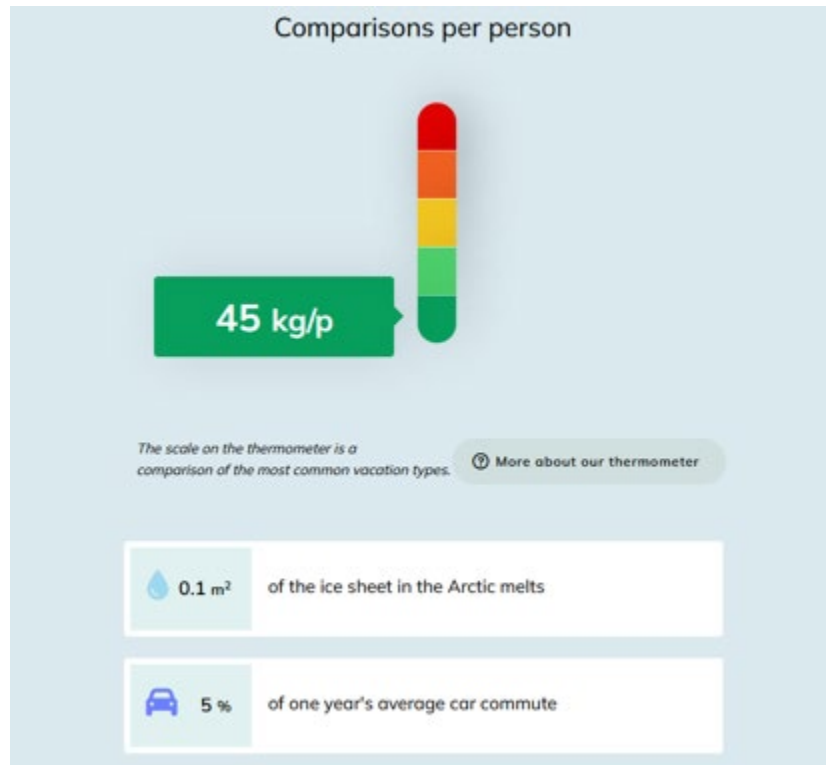 Comparisons per person
45 kg/p
The scale on the thermometer is a
comparison of the most common vacation types.
More about our thermometer
0.1 m² of the ice sheet in the Arctic melts
5 % of one year's average car commute